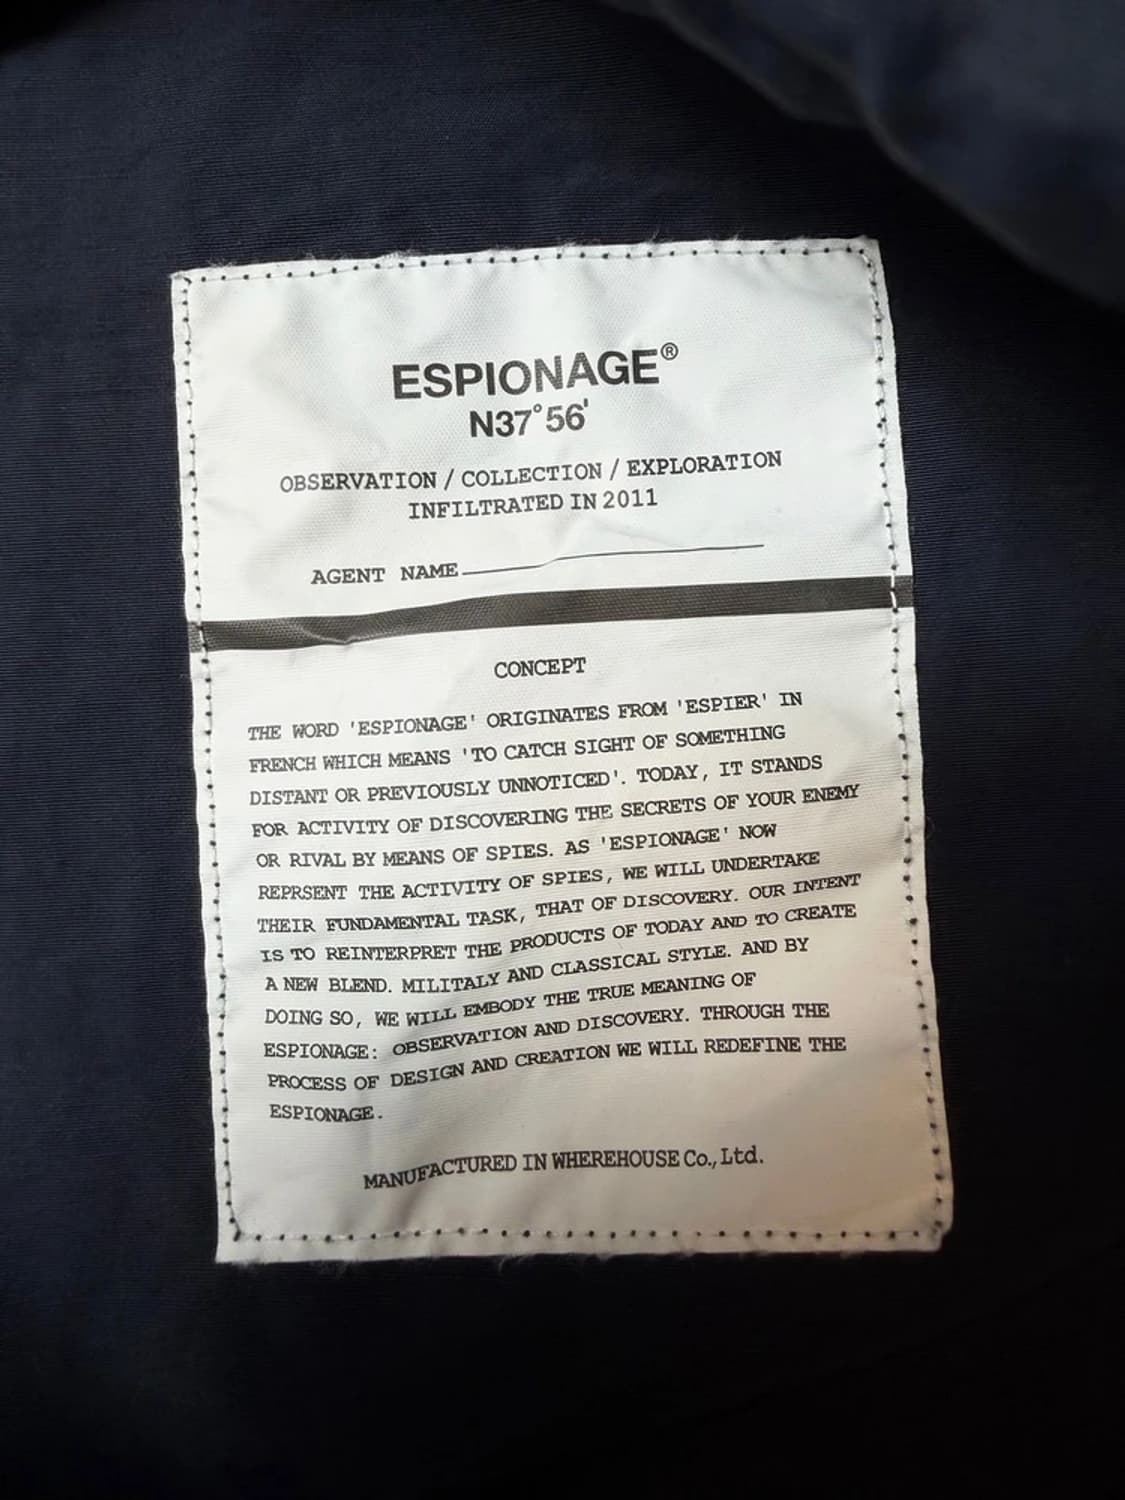 ESPIONAGE®
N37°56'
OBSERVATION / COLLECTION / EXPLORATION
INFILTRATED IN 2011
AGENT NAME
CONCEPT
THE WORD 'ESPIONAGE' ORIGINATES FROM 'ESPIER' IN
FRENCH WHICH MEANS 'TO CATCH SIGHT OF SOMETHING
DISTANT OR PREVIOUSLY UNNOTICED'. TODAY, IT STANDS
FOR ACTIVITY OF DISCOVERING THE SECRETS OF YOUR ENEMY
OR RIVAL BY MEANS OF SPIES. AS 'ESPIONAGE' NOW
REPRSENT THE ACTIVITY OF SPIES, WE WILL UNDERTAKE
THEIR FUNDAMENTAL TASK, THAT OF DISCOVERY. OUR INTENT
IS TO REINTERPRET THE PRODUCTS OF TODAY AND TO CREATE
A NEW BLEND. MILITALY AND CLASSICAL STYLE. AND BY
DOING SO, WE WILL EMBODY THE TRUE MEANING OF
ESPIONAGE: OBSERVATION AND DISCOVERY. THROUGH THE
PROCESS OF DESIGN AND CREATION WE WILL REDEFINE THE
ESPIONAGE.
MANUFACTURED IN WHEREHOUSE Co., Ltd.